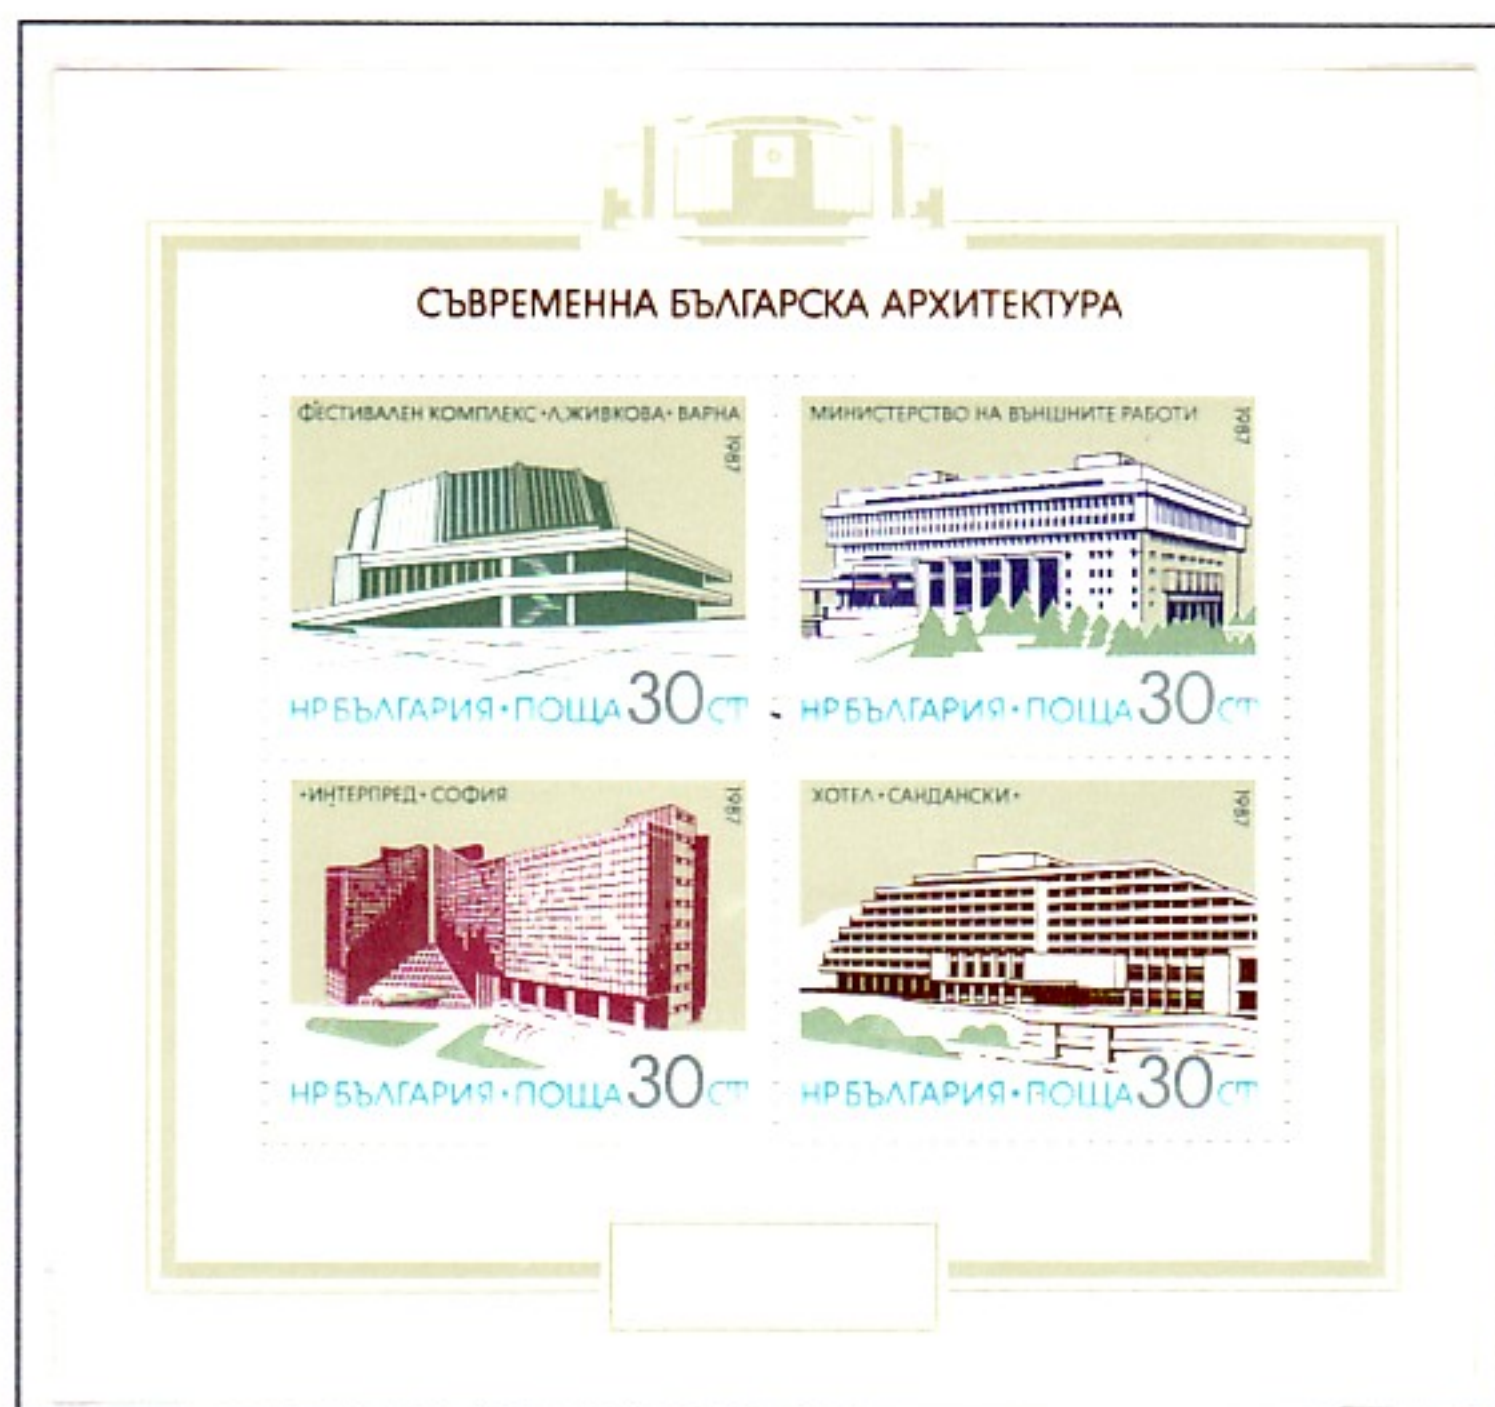 СЪВРЕМЕННА БЪЛГАРСКА АРХИТЕКТУРА
ФЕСТИВАЛЕН КОМПЛЕКС •Л.ЖИВКОВА• ВАРНА
1987
НР БЪЛГАРИЯ • ПОЩА 30 СТ
МИНИСТЕРСТВО НА ВЪНШНИТЕ РАБОТИ
1987
НР БЪЛГАРИЯ • ПОЩА 30 СТ
•ИНТЕРПРЕД• СОФИЯ
1987
НР БЪЛГАРИЯ • ПОЩА 30 СТ
ХОТЕЛ •САНДАНСКИ•
1987
НР БЪЛГАРИЯ • ПОЩА 30 СТ